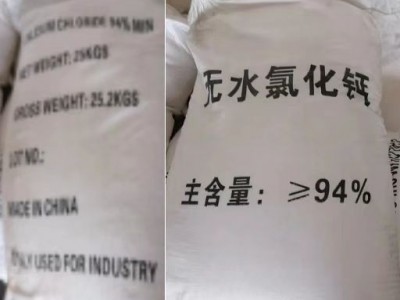 CHLORIDE 94% MIN
NET WEIGHT: 25KGS
GROSS WEIGHT: 25.2KGS
LOT NO.:
MADE IN CHINA
USED FOR INDUSTRY
无水氯化钙
主含量：≥94%